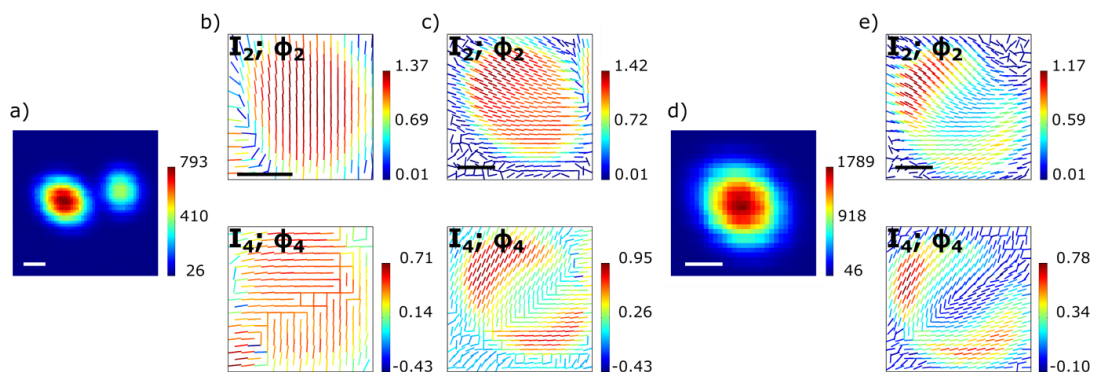 a)
793
410
26
b)
I₂; ϕ₂
1.37
0.69
0.01
I₄; ϕ₄
0.71
0.14
-0.43
c)
I₂; ϕ₂
1.42
0.72
0.01
I₄; ϕ₄
0.95
0.26
-0.43
d)
1789
918
46
e)
I₂; ϕ₂
1.17
0.59
0.01
I₄; ϕ₄
0.78
0.34
-0.10